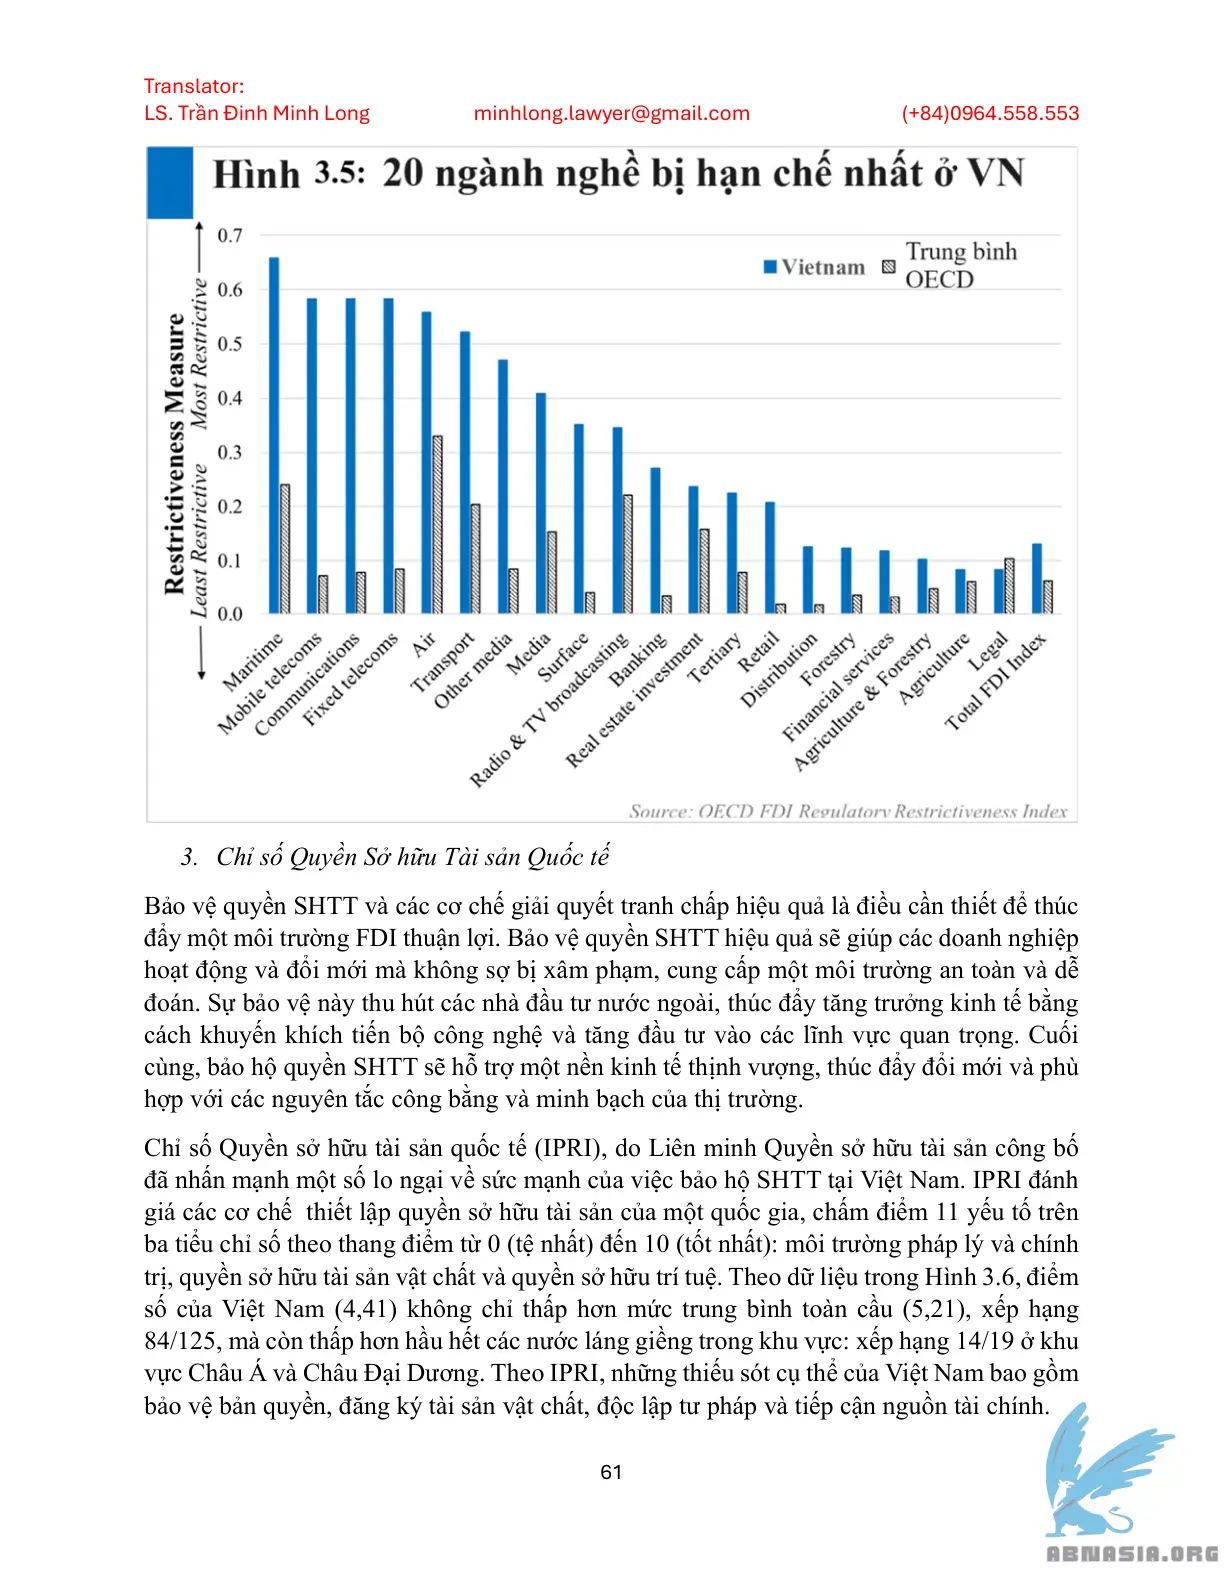 Translator:
LS. Trần Đinh Minh Long minhlong.lawyer@gmail.com (+84)0964.558.553
Hình 3.5: 20 ngành nghề bị hạn chế nhất ở VN
Restrictiveness Measure
Least Restrictive Most Restrictive
0.7
0.6
0.5
0.4
0.3
0.2
0.1
0.0
Vietnam
Trung bình
OECD
Maritime
Mobile telecoms
Communications
Fixed telecoms
Air
Transport
Other media
Media
Surface
Radio & TV broadcasting
Banking
Real estate investment
Tertiary
Retail
Distribution
Forestry
Financial services
Agriculture & Forestry
Agriculture
Legal
Total FDI Index
Source: OECD FDI Regulatory Restrictiveness Index
3. Chỉ số Quyền Sở hữu Tài sản Quốc tế
Bảo vệ quyền SHTT và các cơ chế giải quyết tranh chấp hiệu quả là điều cần thiết để thúc
đẩy một môi trường FDI thuận lợi. Bảo vệ quyền SHTT hiệu quả sẽ giúp các doanh nghiệp
hoạt động và đổi mới mà không sợ bị xâm phạm, cung cấp một môi trường an toàn và dễ
đoán. Sự bảo vệ này thu hút các nhà đầu tư nước ngoài, thúc đẩy tăng trưởng kinh tế bằng
cách khuyến khích tiến bộ công nghệ và tăng đầu tư vào các lĩnh vực quan trọng. Cuối
cùng, bảo hộ quyền SHTT sẽ hỗ trợ một nền kinh tế thịnh vượng, thúc đẩy đổi mới và phù
hợp với các nguyên tắc công bằng và minh bạch của thị trường.
Chỉ số Quyền sở hữu tài sản quốc tế (IPRI), do Liên minh Quyền sở hữu tài sản công bố
đã nhấn mạnh một số lo ngại về sức mạnh của việc bảo hộ SHTT tại Việt Nam. IPRI đánh
giá các cơ chế thiết lập quyền sở hữu tài sản của một quốc gia, chấm điểm 11 yếu tố trên
ba tiểu chỉ số theo thang điểm từ 0 (tệ nhất) đến 10 (tốt nhất): môi trường pháp lý và chính
trị, quyền sở hữu tài sản vật chất và quyền sở hữu trí tuệ. Theo dữ liệu trong Hình 3.6, điểm
số của Việt Nam (4,41) không chỉ thấp hơn mức trung bình toàn cầu (5,21), xếp hạng
84/125, mà còn thấp hơn hầu hết các nước láng giềng trong khu vực: xếp hạng 14/19 ở khu
vực Châu Á và Châu Đại Dương. Theo IPRI, những thiếu sót cụ thể của Việt Nam bao gồm
bảo vệ bản quyền, đăng ký tài sản vật chất, độc lập tư pháp và tiếp cận nguồn tài chính.
61
ABNASIA.ORG